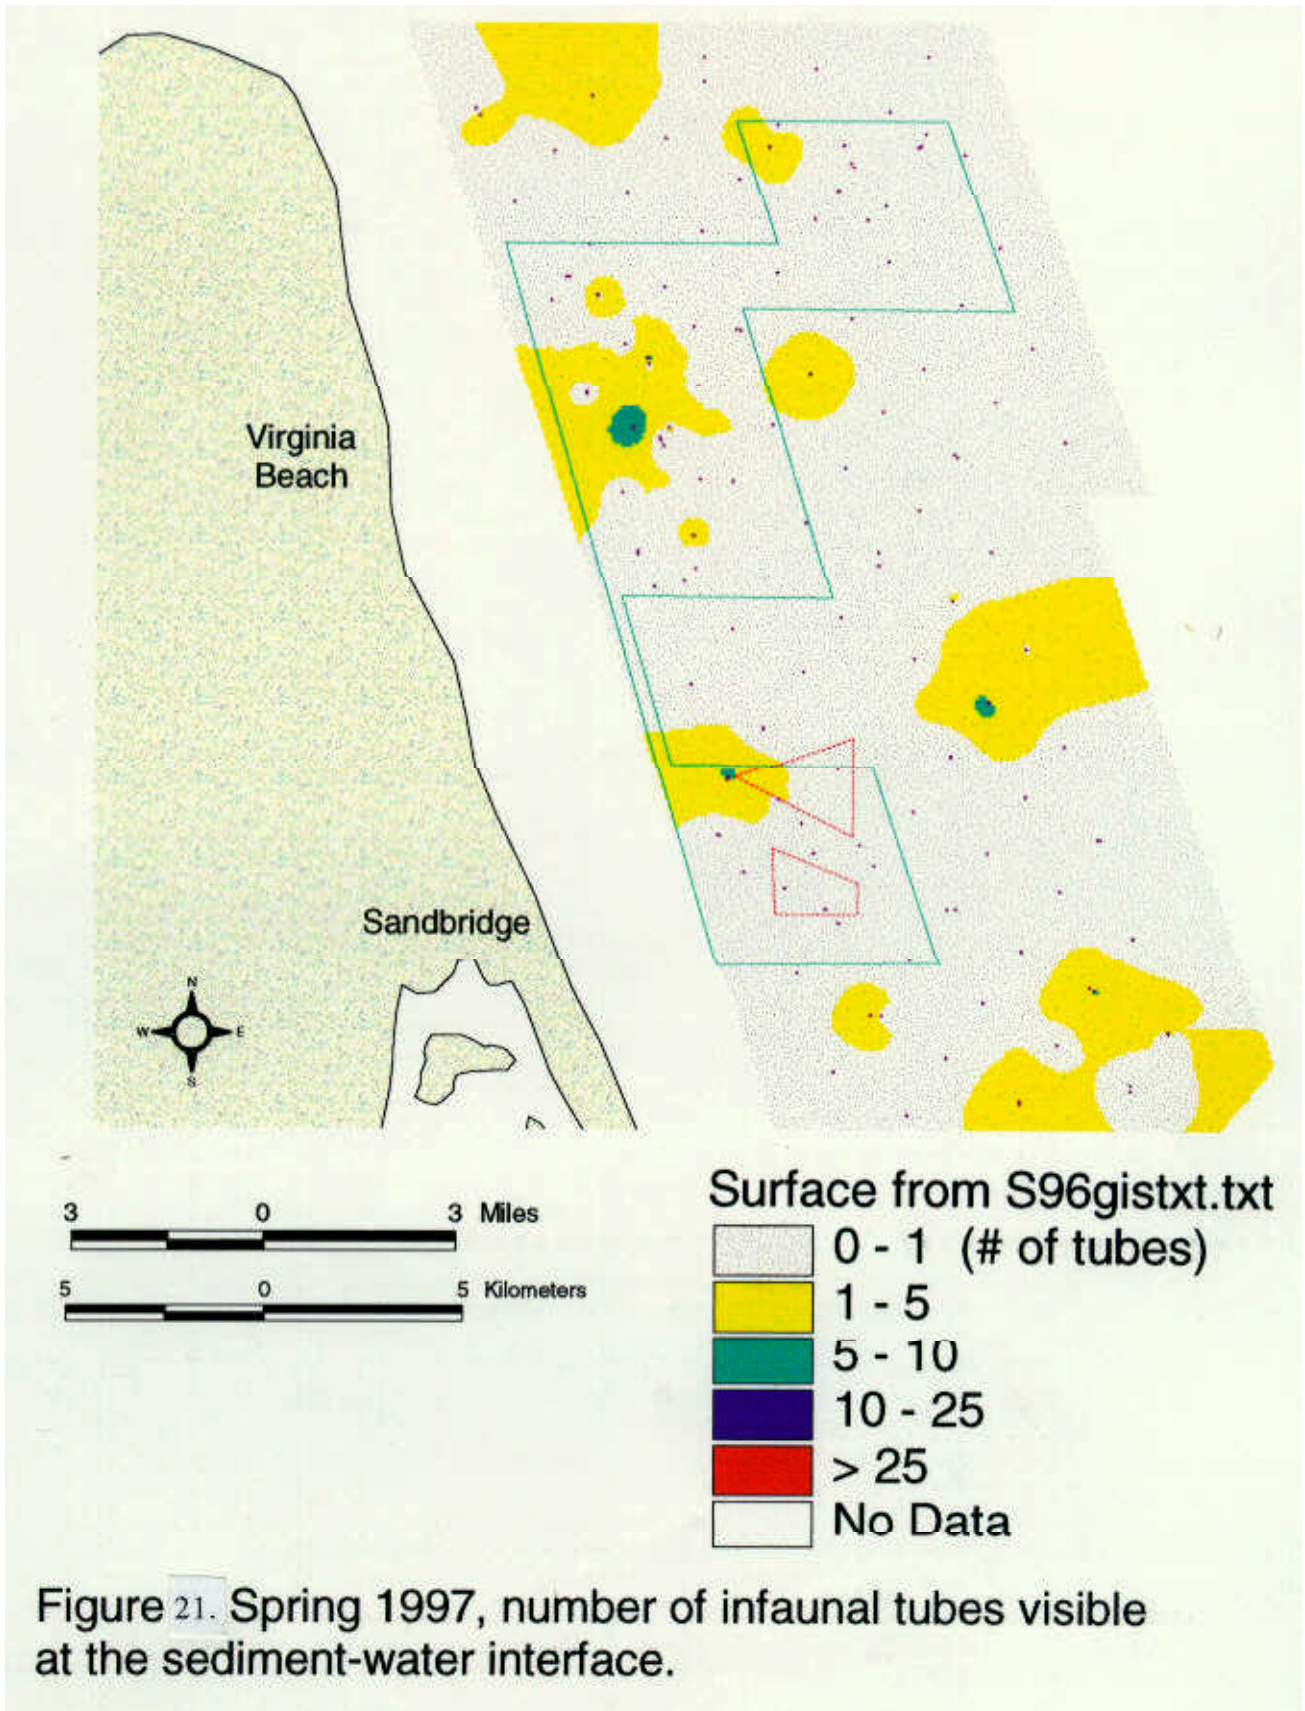 Virginia
Beach
Sandbridge
N
W E
S
3 0 3 Miles
5 0 5 Kilometers
Surface from S96gistxt.txt
0 - 1 (# of tubes)
1 - 5
5 - 10
10 - 25
> 25
No Data
Figure 21. Spring 1997, number of infaunal tubes visible
at the sediment-water interface.